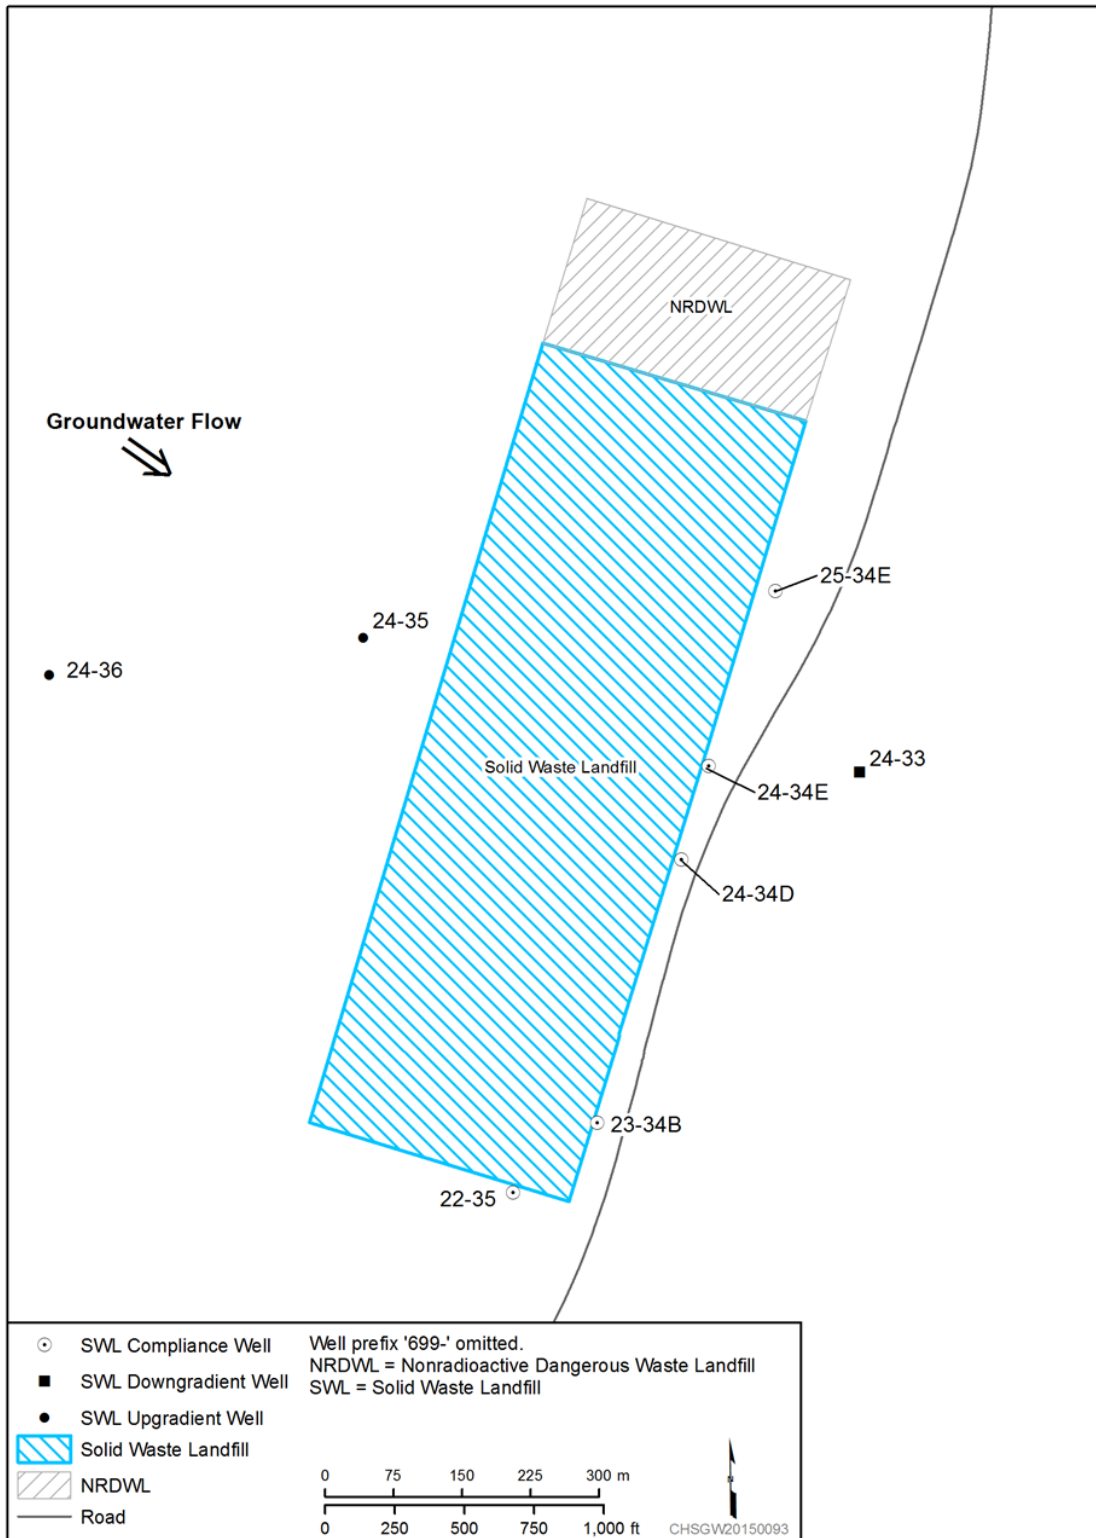 NRDWL
Groundwater Flow
25-34E
24-35
24-36
24-33
Solid Waste Landfill
24-34E
24-34D
23-34B
22-35
SWL Compliance Well
SWL Downgradient Well
SWL Upgradient Well
Solid Waste Landfill
NRDWL
Road
Well prefix '699-' omitted.
NRDWL = Nonradioactive Dangerous Waste Landfill
SWL = Solid Waste Landfill
0 75 150 225 300 m
0 250 500 750 1,000 ft
N
CHSGW20150093